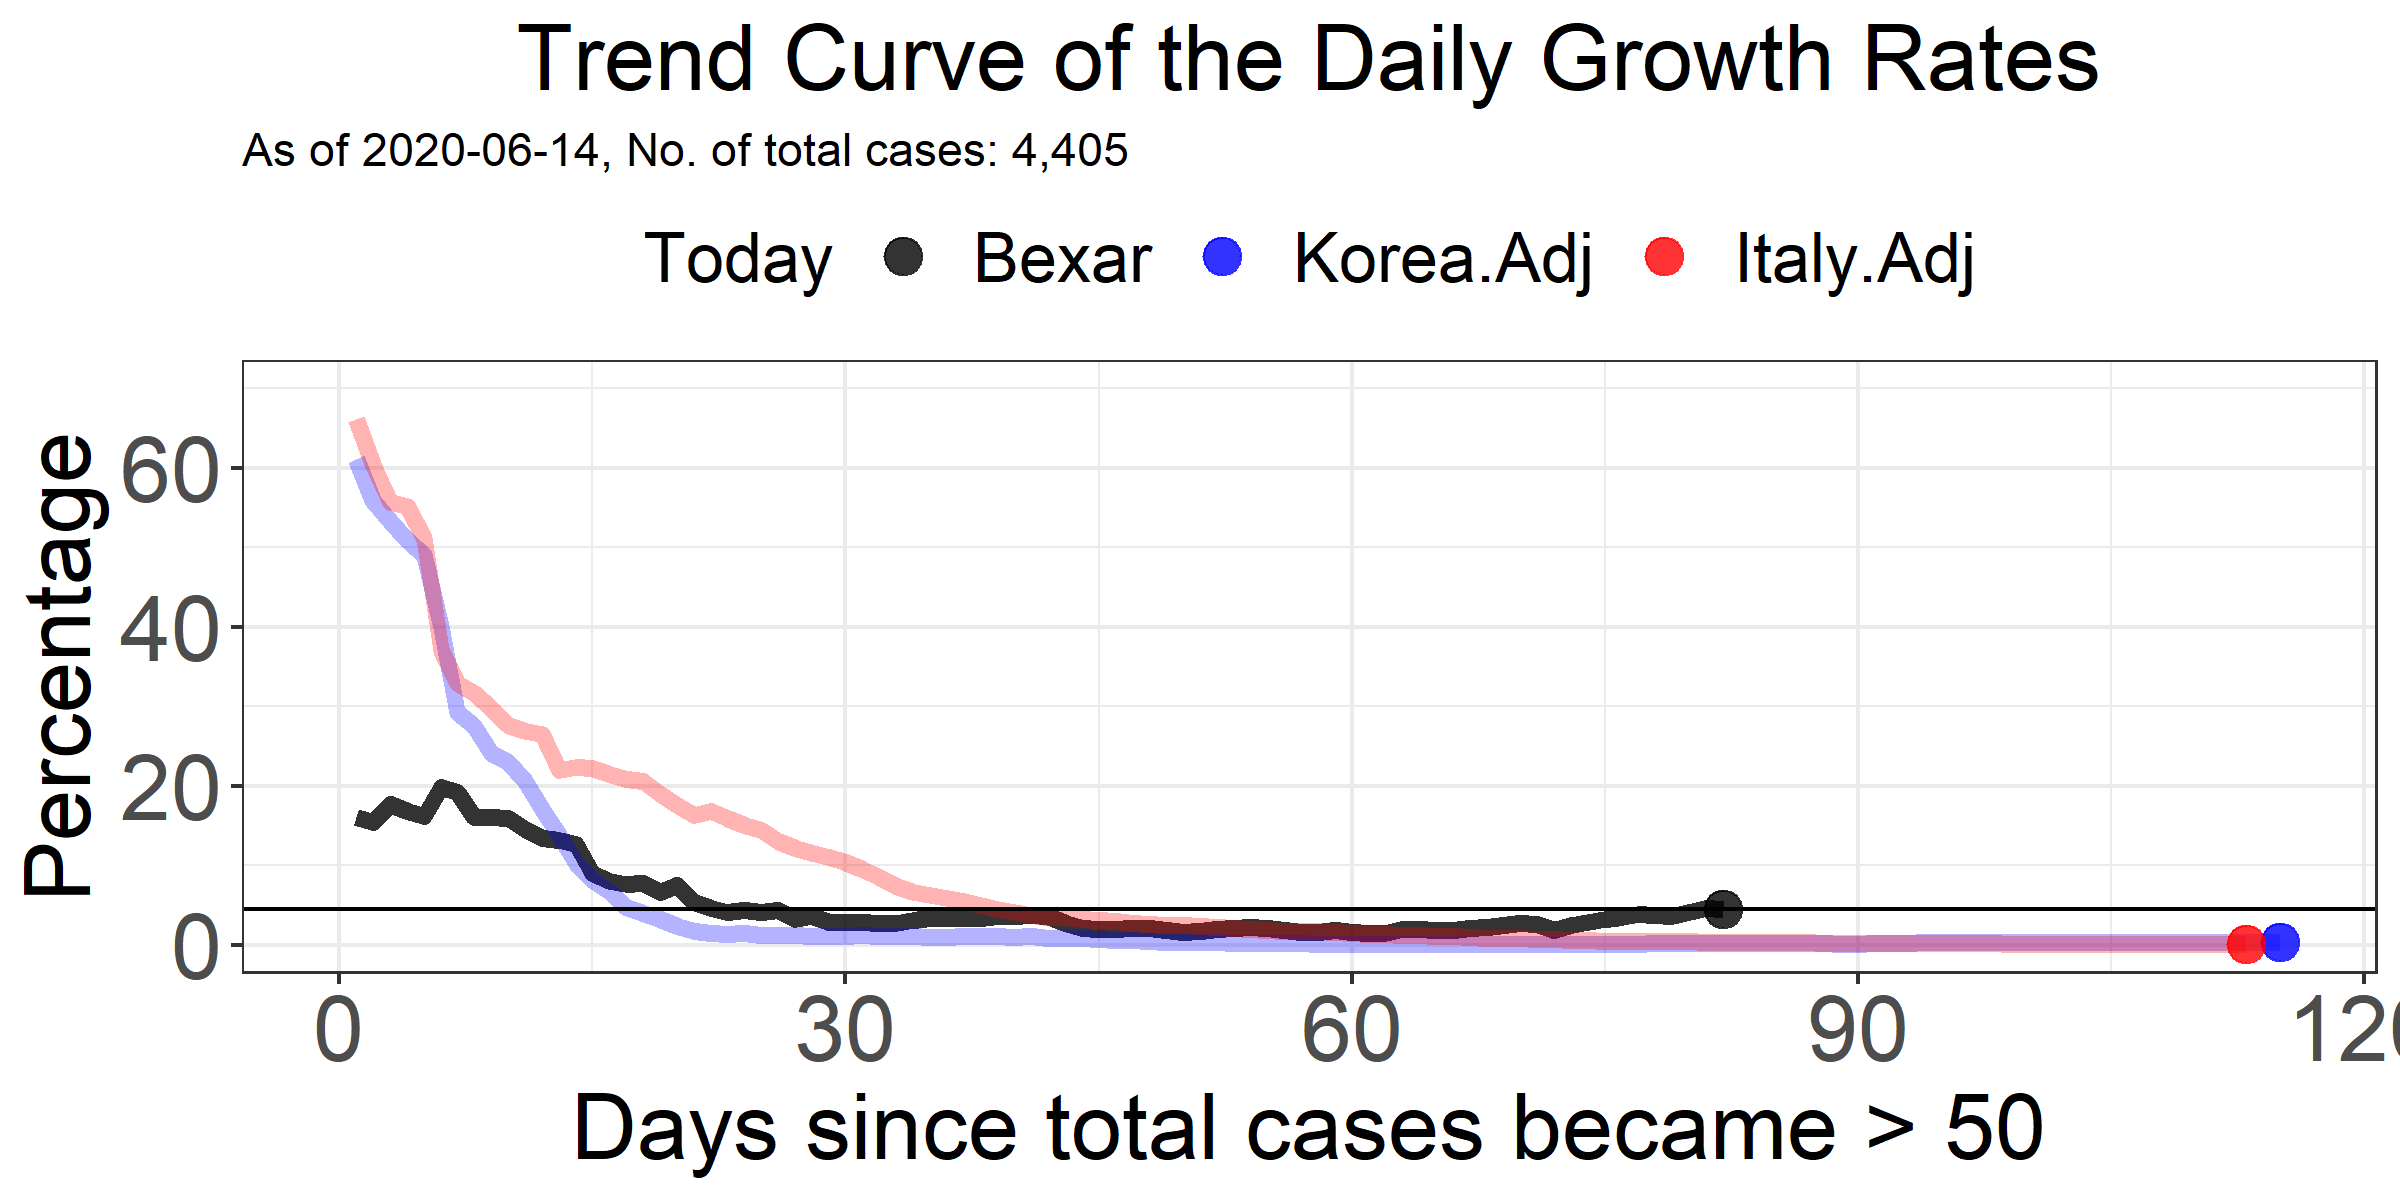 Trend Curve of the Daily Growth Rates
As of 2020-06-14, No. of total cases: 4,405
Today Bexar Korea.Adj Italy.Adj
Percentage
60
40
20
0
0 30 60 90 120
Days since total cases became > 50